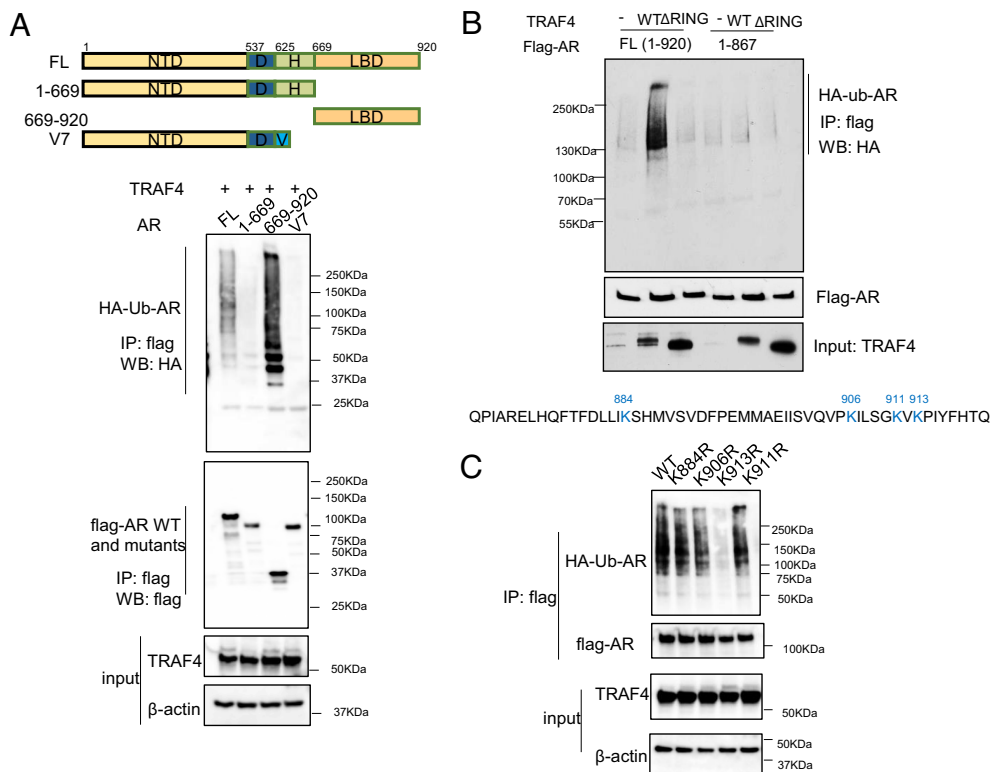 A
1 537 625 669 920
FL NTD D H LBD
1-669 NTD D H
669-920 LBD
V7 NTD D V
TRAF4 + + + +
AR FL 1-669 669-920 V7
HA-Ub-AR
IP: flag
WB: HA
250KDa
150KDa
100KDa
75KDa
50KDa
37KDa
25KDa
flag-AR WT
and mutants
IP: flag
WB: flag
250KDa
150KDa
100KDa
75KDa
50KDa
37KDa
25KDa
input
TRAF4
50KDa
β-actin
37KDa
B
TRAF4 - WTΔRING - WT ΔRING
Flag-AR FL (1-920) 1-867
250KDa
130KDa
100KDa
70KDa
55KDa
HA-ub-AR
IP: flag
WB: HA
Flag-AR
Input: TRAF4
884 906 911 913
QPIARELHQFTFDLLIKSHMVSVDFPEMMAEIISVQVPKILSGKVKPIYFHTQ
C
WT K884R K906R K913R K911R
IP: flag
HA-Ub-AR
250KDa
150KDa
100KDa
75KDa
50KDa
flag-AR
100KDa
input
TRAF4
50KDa
β-actin
50KDa
37KDa